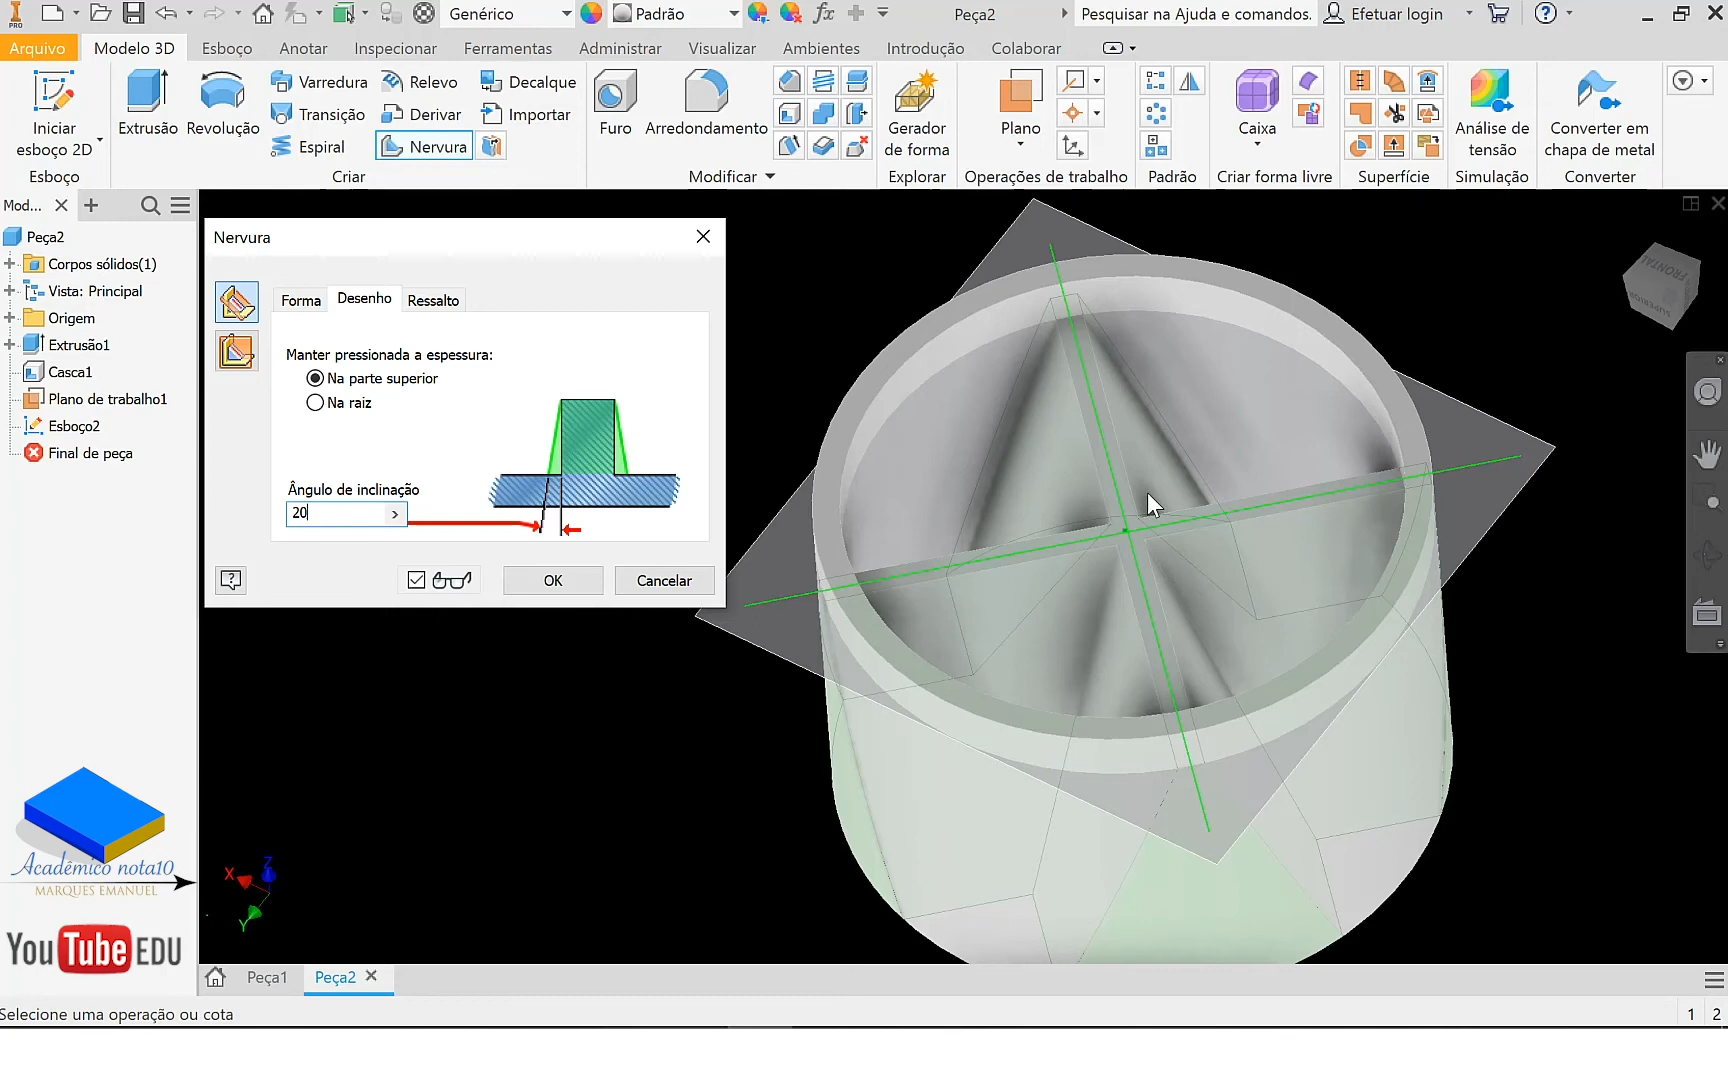 PRO
Genérico
Padrão
fx
Peça2
Pesquisar na Ajuda e comandos.
Efetuar login
Arquivo
Modelo 3D
Esboço
Anotar
Inspecionar
Ferramentas
Administrar
Visualizar
Ambientes
Introdução
Colaborar
Iniciar
esboço 2D
Esboço
Extrusão
Revolução
Varredura
Transição
Espiral
Relevo
Derivar
Nervura
Decalque
Importar
Criar
Furo
Arredondamento
Modificar
Gerador
de forma
Explorar
Plano
Operações de trabalho
Padrão
Caixa
Criar forma livre
Superfície
Análise de
tensão
Simulação
Converter em
chapa de metal
Converter
Mod...
Peça2
Corpos sólidos(1)
Vista: Principal
Origem
Extrusão1
Casca1
Plano de trabalho1
Esboço2
Final de peça
Nervura
Forma
Desenho
Ressalto
Manter pressionada a espessura:
Na parte superior
Na raiz
Ângulo de inclinação
20
OK
Cancelar
FRONTAL
SUPERIOR
X
Z
Y
Acadêmico nota10
MARQUES EMANUEL
YouTube EDU
Peça1
Peça2
Selecione uma operação ou cota
1
2